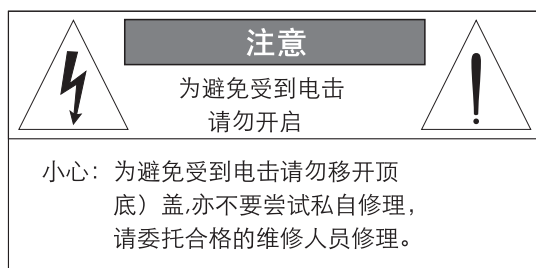 注意
为避免受到电击
请勿开启
小心：为避免受到电击请勿移开顶
底）盖,亦不要尝试私自修理，
请委托合格的维修人员修理。